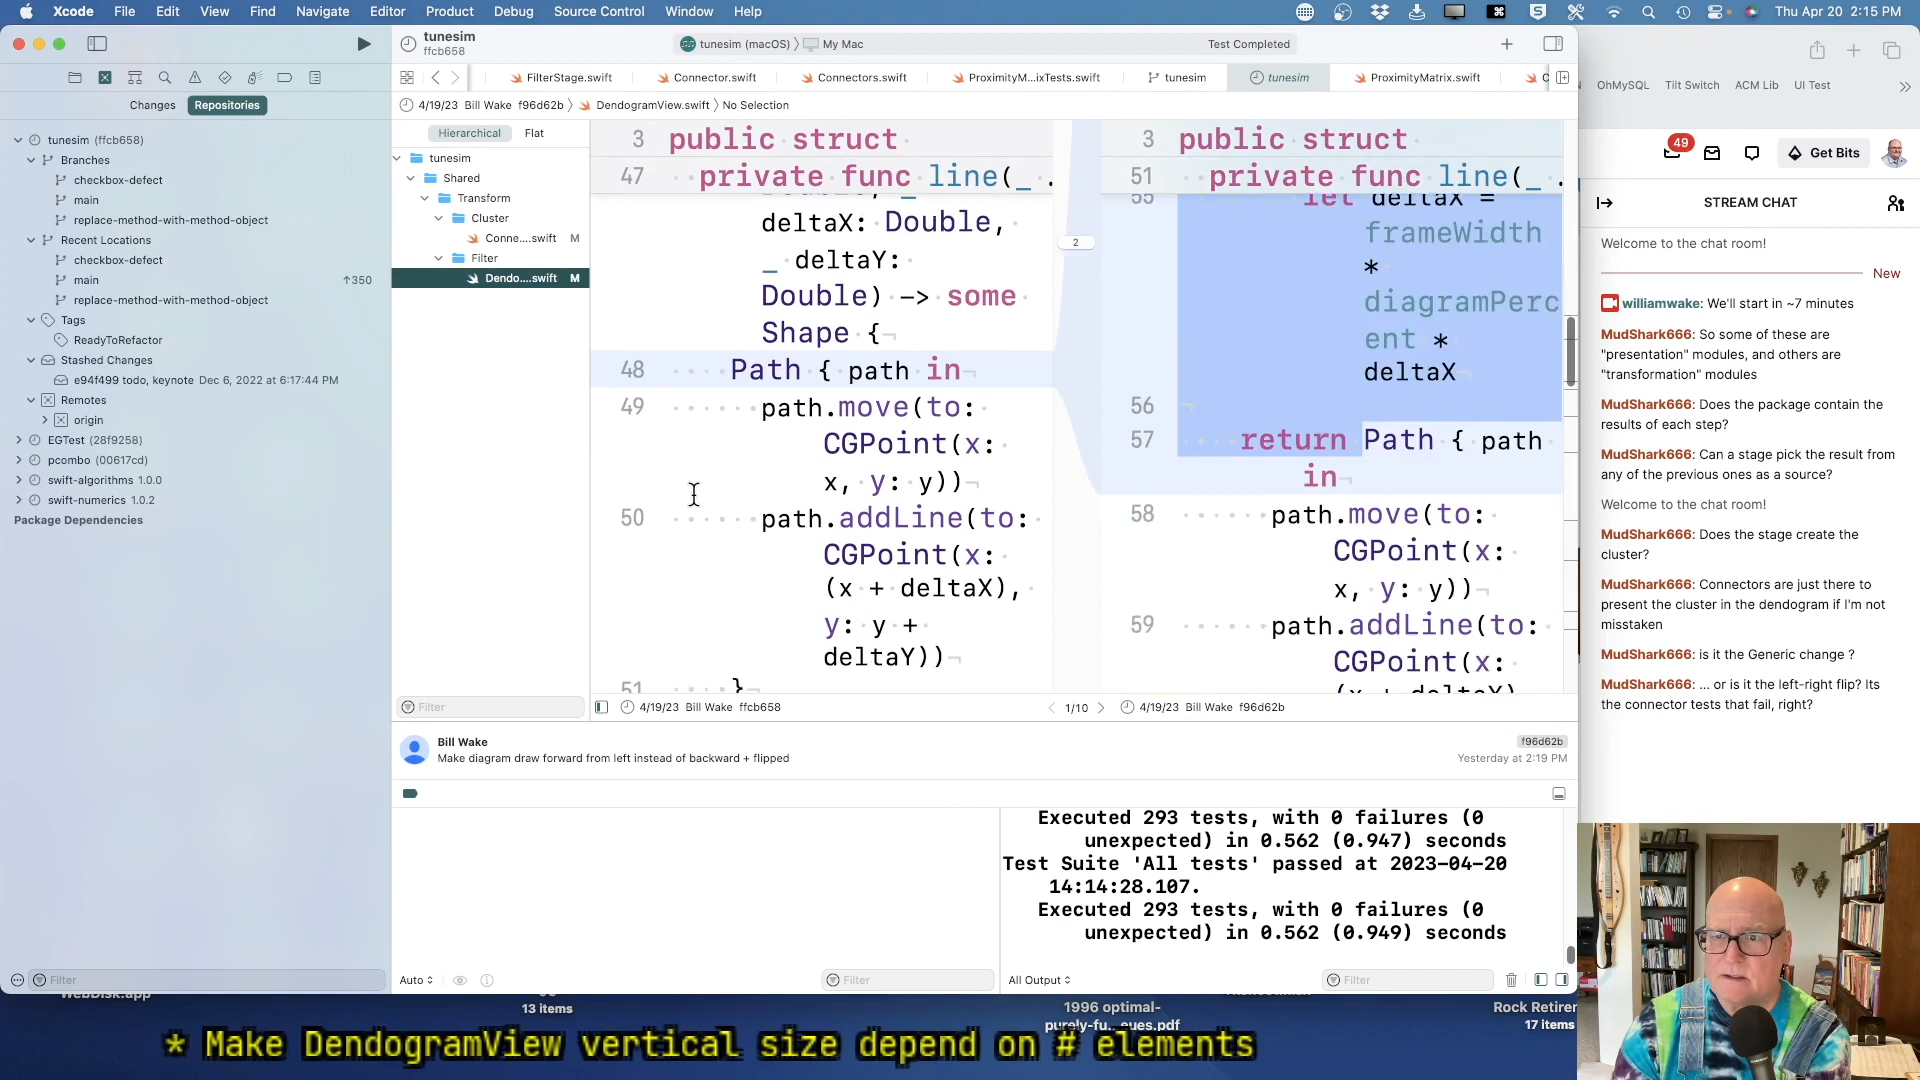 Xcode File Edit View Find Navigate Editor Product Debug Source Control Window Help
Thu Apr 20 2:15 PM
tunesim
ffcb658
tunesim (macOS) My Mac
Test Completed
FilterStage.swift Connector.swift Connectors.swift ProximityM...ixTests.swift tunesim tunesim ProximityMatrix.swift C
OhMySQL Tilt Switch ACM Lib UI Test
Changes Repositories
4/19/23 Bill Wake f96d62b DendogramView.swift No Selection
tunesim (ffcb658)
Branches
checkbox-defect
main
replace-method-with-method-object
Recent Locations
checkbox-defect
main ↑350
replace-method-with-method-object
Tags
ReadyToRefactor
Stashed Changes
e94f499 todo, keynote Dec 6, 2022 at 6:17:44 PM
Remotes
origin
EGTest (28f9258)
pcombo (00617cd)
swift-algorithms 1.0.0
swift-numerics 1.0.2
Package Dependencies
Filter
Hierarchical Flat
tunesim
Shared
Transform
Cluster
Conne....swift M
Filter
Dendo....swift M
Filter
3 public struct
47 private func line(_ .
deltaX: Double,
_ deltaY:
Double) -> some
Shape {
48 Path { path in
49 path.move(to:
CGPoint(x:
x, y: y))
50 path.addLine(to:
CGPoint(x:
(x + deltaX),
y: y +
deltaY))
51 }
2
3 public struct
51 private func line(_ .
55 let deltaX =
frameWidth
*
diagramPerc
ent *
deltaX
56
57 return Path { path
in
58 path.move(to:
CGPoint(x:
x, y: y))
59 path.addLine(to:
CGPoint(x:
(x + deltaX)
4/19/23 Bill Wake ffcb658
1/10
4/19/23 Bill Wake f96d62b
Bill Wake
f96d62b
Make diagram draw forward from left instead of backward + flipped
Yesterday at 2:19 PM
Executed 293 tests, with 0 failures (0
unexpected) in 0.562 (0.947) seconds
Test Suite 'All tests' passed at 2023-04-20
14:14:28.107.
Executed 293 tests, with 0 failures (0
unexpected) in 0.562 (0.949) seconds
Auto
Filter
All Output
Filter
49
Get Bits
STREAM CHAT
Welcome to the chat room!
New
williamwake: We'll start in ~7 minutes
MudShark666: So some of these are
"presentation" modules, and others are
"transformation" modules
MudShark666: Does the package contain the
results of each step?
MudShark666: Can a stage pick the result from
any of the previous ones as a source?
Welcome to the chat room!
MudShark666: Does the stage create the
cluster?
MudShark666: Connectors are just there to
present the cluster in the dendogram if I'm not
misstaken
MudShark666: is it the Generic change ?
MudShark666: ... or is it the left-right flip? Its
the connector tests that fail, right?
WebDisk.app
13 items
1996 optimal-
purely-fu...eues.pdf
Rock Retirer
17 items
* Make DendogramView vertical size depend on # elements